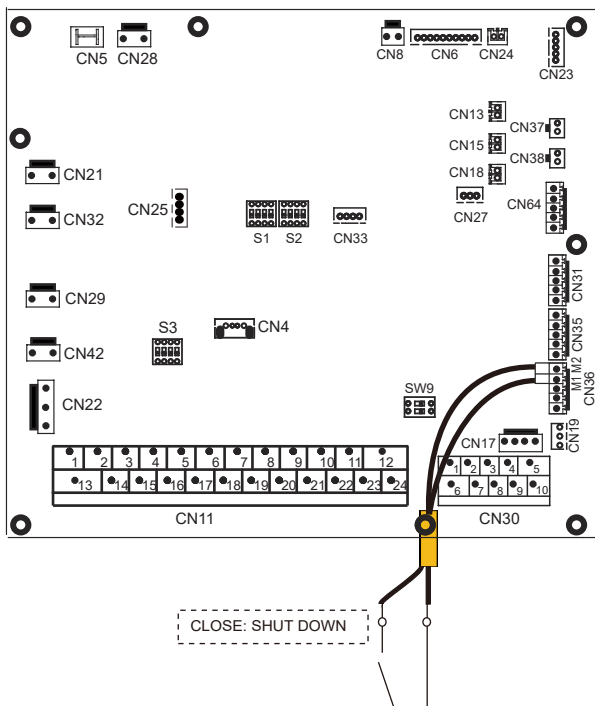 CN5 CN28 CN8 CN6 CN24 CN23
CN13
CN15
CN18
CN37
CN38
CN27
CN64
CN21
CN32
CN25
S1 S2
CN33
CN31
CN29
CN42
S3
CN4
CN35
M1 M2
CN36
CN22
SW9
CN17
CN19
1 2 3 4 5 6 7 8 9 10 11 12
13 14 15 16 17 18 19 20 21 22 23 24
CN11
1 2 3 4 5
6 7 8 9 10
CN30
CLOSE: SHUT DOWN